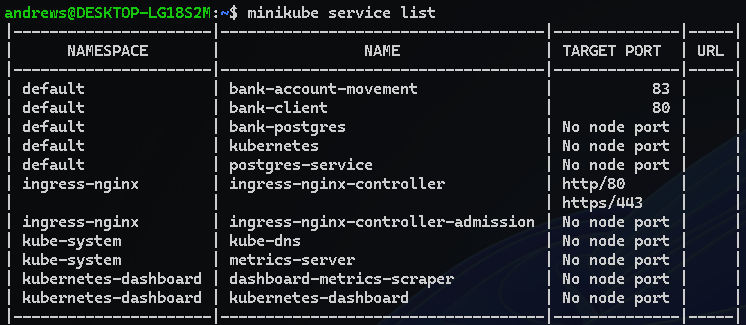 andrews@DESKTOP-LG18S2M:~$ minikube service list
|----------------------|------------------------------------|--------------|-----|
|      NAMESPACE       |                NAME                | TARGET PORT  | URL |
|----------------------|------------------------------------|--------------|-----|
| default              | bank-account-movement              |           83 |     |
| default              | bank-client                        |           80 |     |
| default              | bank-postgres                      | No node port |     |
| default              | kubernetes                         | No node port |     |
| default              | postgres-service                   | No node port |     |
| ingress-nginx        | ingress-nginx-controller           | http/80      |     |
|                      |                                    | https/443    |     |
| ingress-nginx        | ingress-nginx-controller-admission | No node port |     |
| kube-system          | kube-dns                           | No node port |     |
| kube-system          | metrics-server                     | No node port |     |
| kubernetes-dashboard | dashboard-metrics-scraper          | No node port |     |
| kubernetes-dashboard | kubernetes-dashboard               | No node port |     |
|----------------------|------------------------------------|--------------|-----|